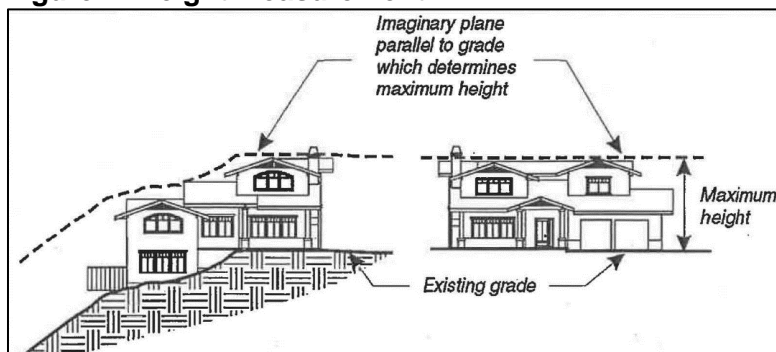 Imaginary plane
parallel to grade
which determines
maximum height
Maximum
height
Existing grade